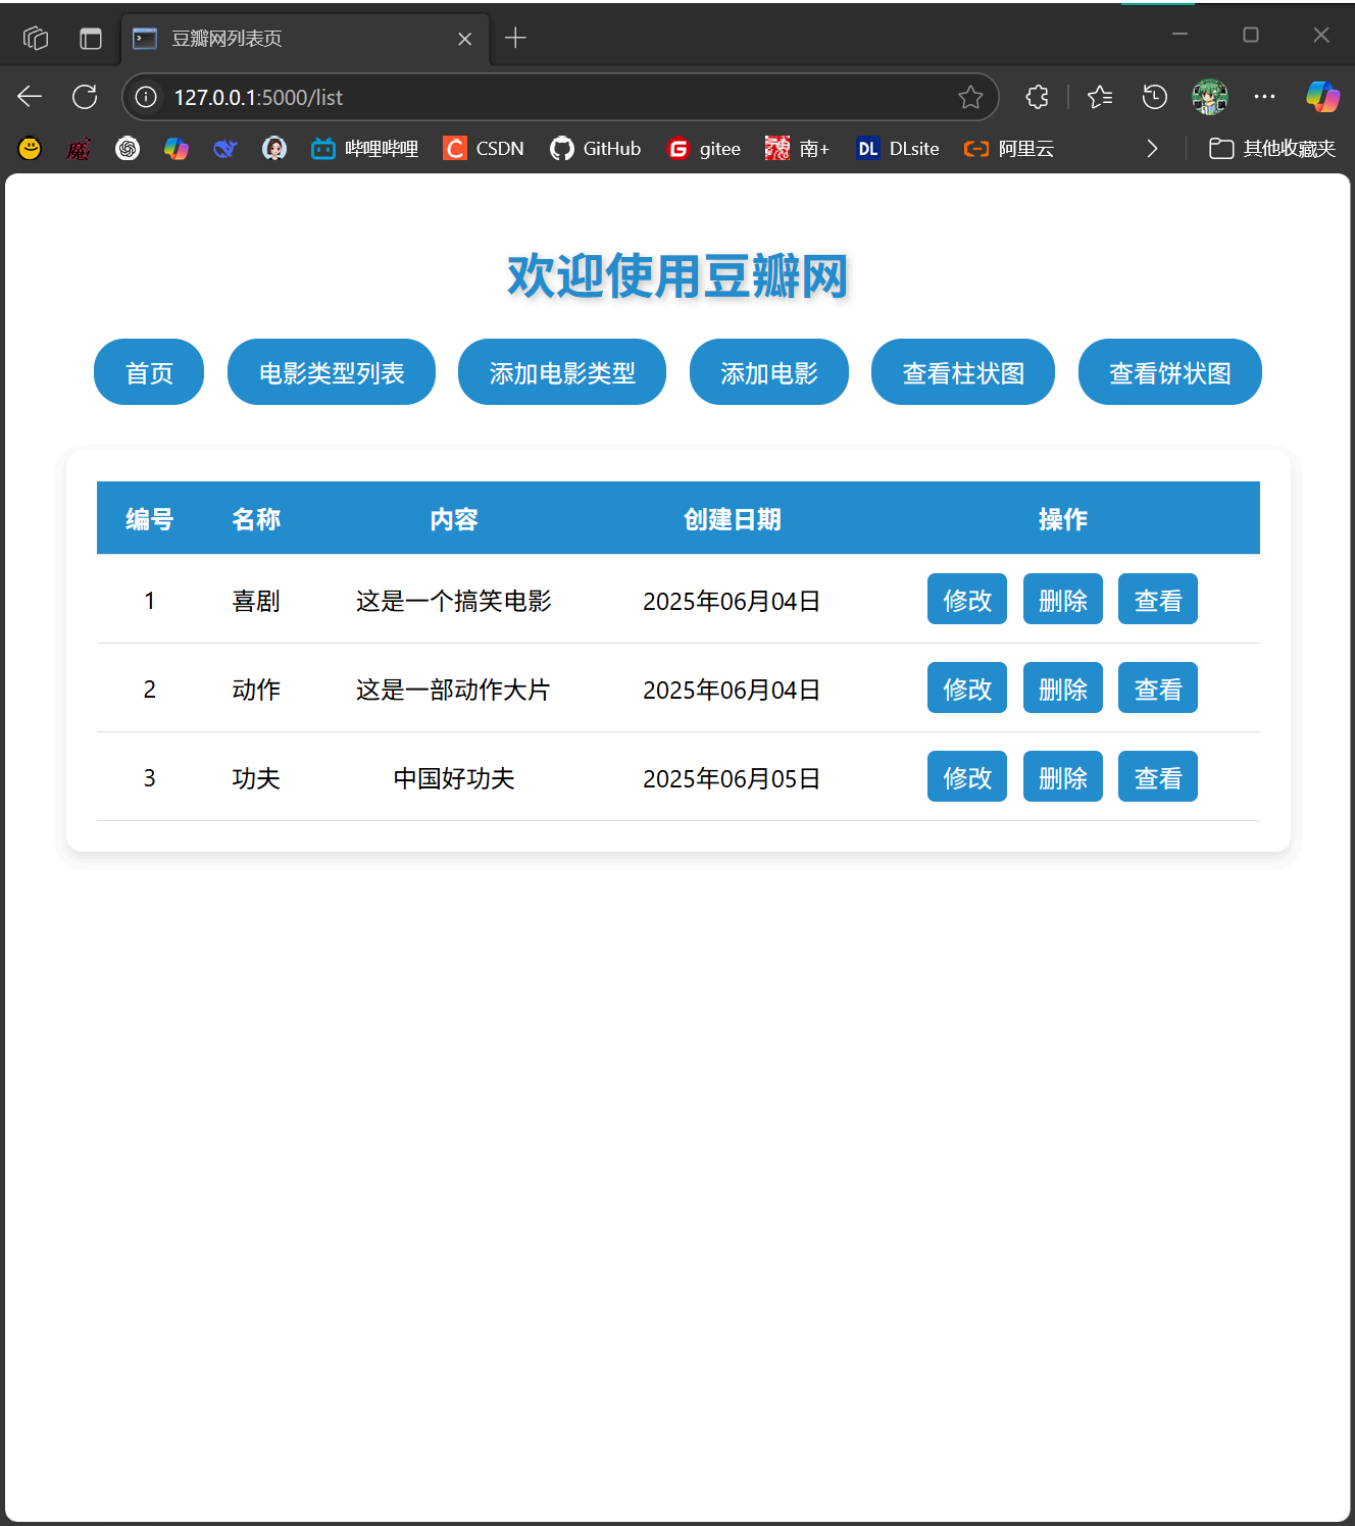 豆瓣网列表页
127.0.0.1:5000/list
魔 哔哩哔哩 C CSDN GitHub G gitee 南+ DL DLsite 阿里云 其他收藏夹
欢迎使用豆瓣网
首页 电影类型列表 添加电影类型 添加电影 查看柱状图 查看饼状图
编号 名称 内容 创建日期 操作
1 喜剧 这是一个搞笑电影 2025年06月04日 修改 删除 查看
2 动作 这是一部动作大片 2025年06月04日 修改 删除 查看
3 功夫 中国好功夫 2025年06月05日 修改 删除 查看